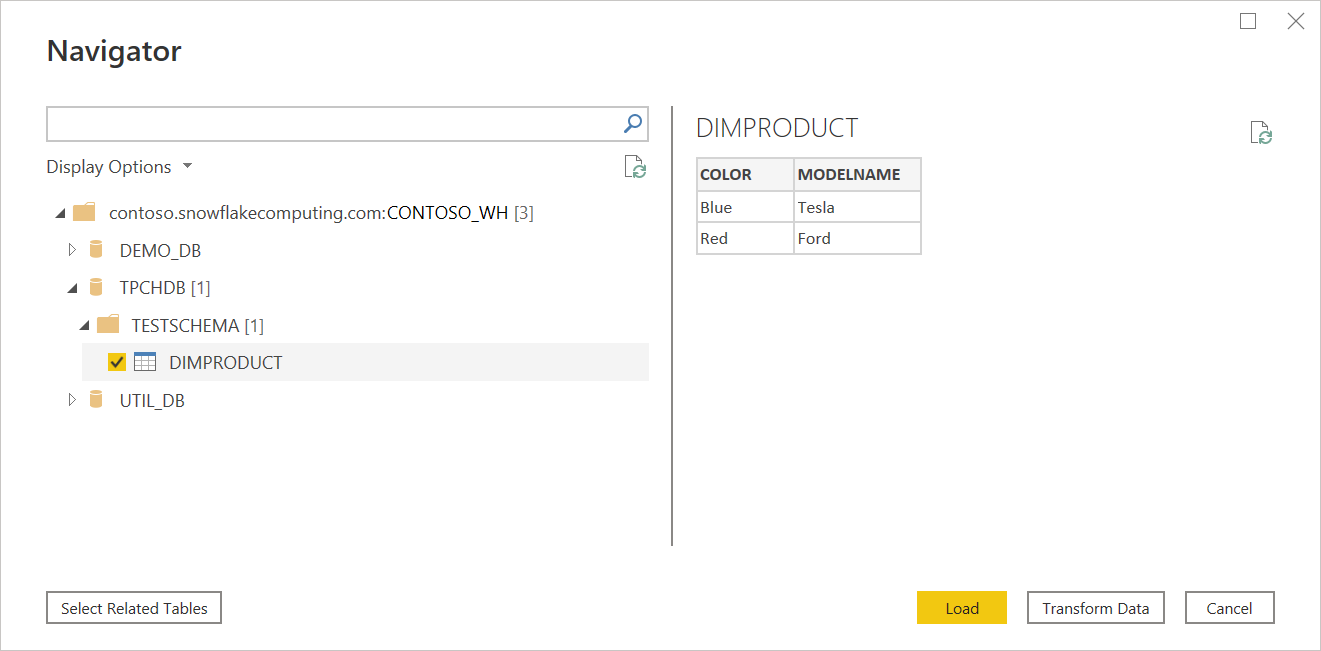 Navigator
Display Options
contoso.snowflakecomputing.com:CONTOSO_WH [3]
DEMO_DB
TPCHDB [1]
TESTSCHEMA [1]
DIMPRODUCT
UTIL_DB
DIMPRODUCT
COLOR MODELNAME
Blue Tesla
Red Ford
Select Related Tables
Load
Transform Data
Cancel